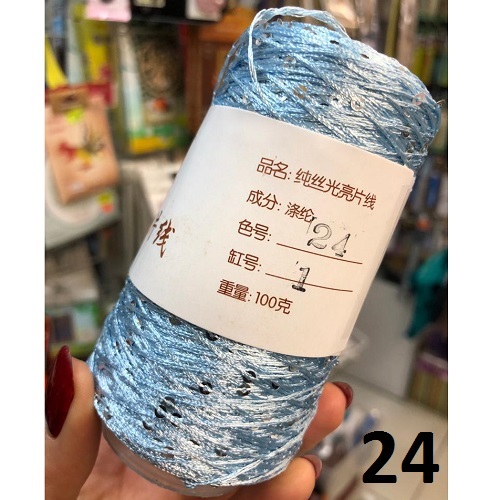 品名: 纯丝光亮片线
成分: 涤纶
色号: 24
缸号: 1
重量: 100克
线
24